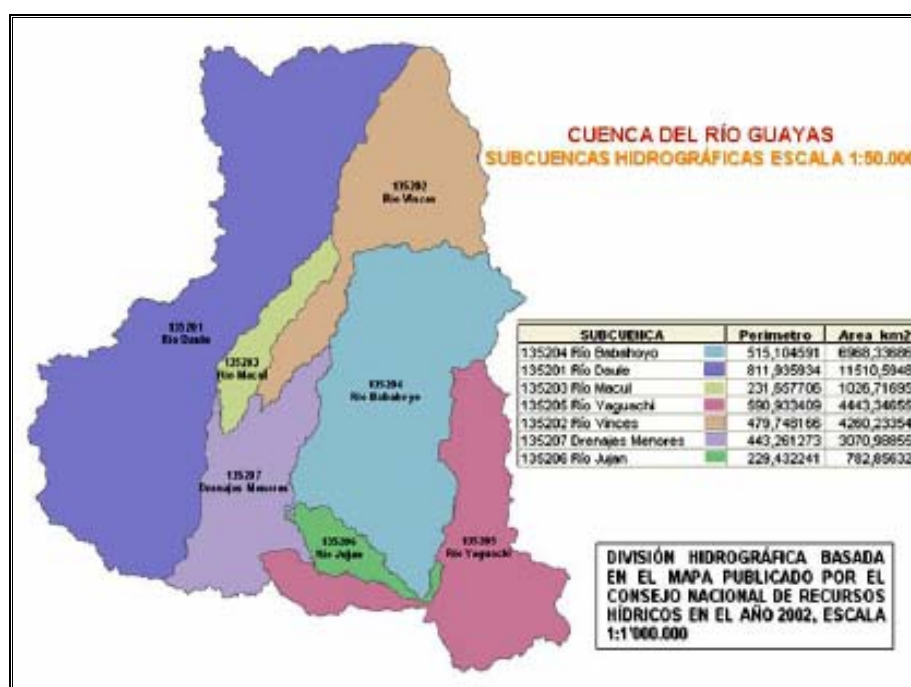 CUENCA DEL RÍO GUAYAS
SUBCUENCAS HIDROGRÁFICAS ESCALA 1:50.000
135202
Río Vinces
135201
Río Daule
135203
Río Macul
135204
Río Babahoyo
135207
Drenajes Menores
135206
Río Jujan
135205
Río Yaguachi
SUBCUENCA Perimetro Area km2
135204 Río Babahoyo 515,104591 6968,33686
135201 Río Daule 811,935934 11510,5948
135203 Río Macul 231,657706 1026,71695
135205 Río Yaguachi 590,933409 4443,34655
135202 Río Vinces 479,748166 4260,23354
135207 Drenajes Menores 443,261273 3070,98855
135206 Río Jujan 229,432241 782,85632
DIVISIÓN HIDROGRÁFICA BASADA
EN EL MAPA PUBLICADO POR EL
CONSEJO NACIONAL DE RECURSOS
HÍDRICOS EN EL AÑO 2002, ESCALA
1:1'000.000